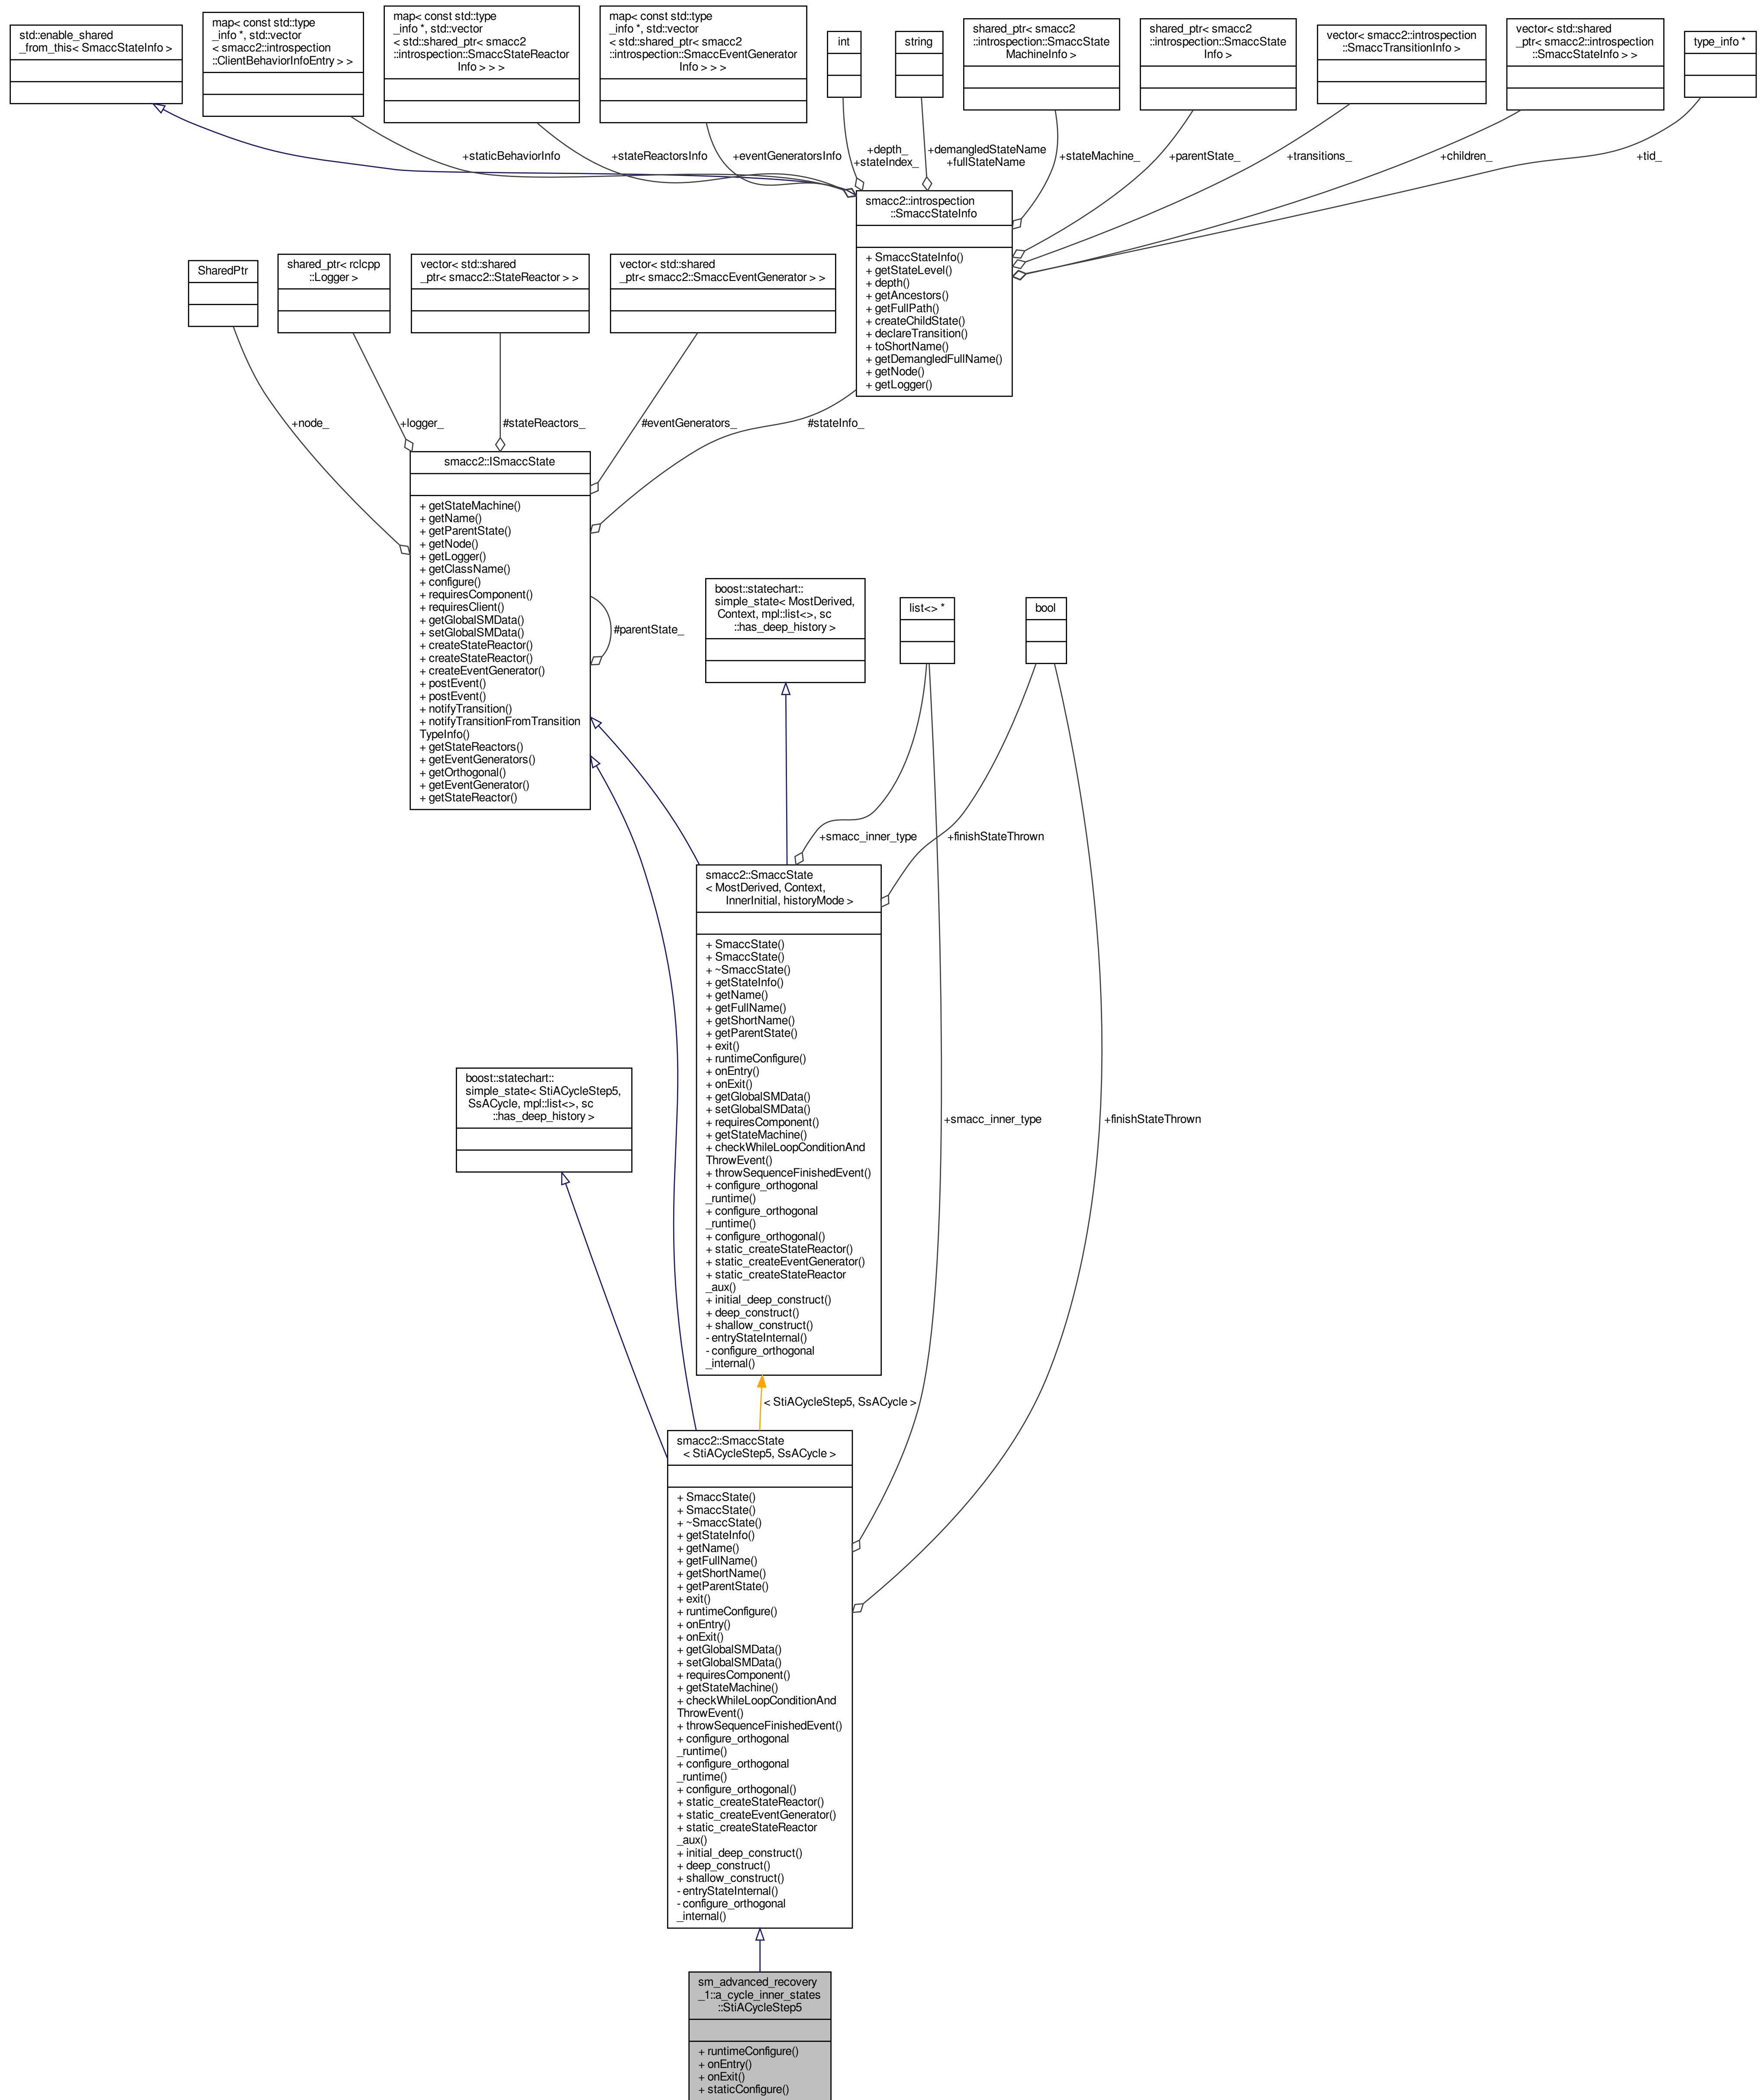 std::enable_shared
_from_this< SmaccStateInfo >
map< const std::type
_info *, std::vector
< smacc2::introspection
::ClientBehaviorInfoEntry > >
map< const std::type
_info *, std::vector
< std::shared_ptr< smacc2
::introspection::SmaccStateReactor
Info > > >
map< const std::type
_info *, std::vector
< std::shared_ptr< smacc2
::introspection::SmaccEventGenerator
Info > > >
int
string
shared_ptr< smacc2
::introspection::SmaccState
MachineInfo >
shared_ptr< smacc2
::introspection::SmaccState
Info >
vector< smacc2::introspection
::SmaccTransitionInfo >
vector< std::shared
_ptr< smacc2::introspection
::SmaccStateInfo > >
type_info *
+staticBehaviorInfo
+stateReactorsInfo
+eventGeneratorsInfo
+depth_
+stateIndex_
+demangledStateName
+fullStateName
+stateMachine_
+parentState_
+transitions_
+children_
+tid_
smacc2::introspection
::SmaccStateInfo
+ SmaccStateInfo()
+ getStateLevel()
+ depth()
+ getAncestors()
+ getFullPath()
+ createChildState()
+ declareTransition()
+ toShortName()
+ getDemangledFullName()
+ getNode()
+ getLogger()
SharedPtr
shared_ptr< rclcpp
::Logger >
vector< std::shared
_ptr< smacc2::StateReactor > >
vector< std::shared
_ptr< smacc2::SmaccEventGenerator > >
+node_
+logger_
#stateReactors_
#eventGenerators_
#stateInfo_
smacc2::ISmaccState
+ getStateMachine()
+ getName()
+ getParentState()
+ getNode()
+ getLogger()
+ getClassName()
+ configure()
+ requiresComponent()
+ requiresClient()
+ getGlobalSMData()
+ setGlobalSMData()
+ createStateReactor()
+ createStateReactor()
+ createEventGenerator()
+ postEvent()
+ postEvent()
+ notifyTransition()
+ notifyTransitionFromTransition
TypeInfo()
+ getStateReactors()
+ getEventGenerators()
+ getOrthogonal()
+ getEventGenerator()
+ getStateReactor()
#parentState_
boost::statechart::
simple_state< MostDerived,
Context, mpl::list<>, sc
::has_deep_history >
list<> *
bool
+smacc_inner_type
+finishStateThrown
smacc2::SmaccState
< MostDerived, Context,
InnerInitial, historyMode >
+ SmaccState()
+ SmaccState()
+ ~SmaccState()
+ getStateInfo()
+ getName()
+ getFullName()
+ getShortName()
+ getParentState()
+ exit()
+ runtimeConfigure()
+ onEntry()
+ onExit()
+ getGlobalSMData()
+ setGlobalSMData()
+ requiresComponent()
+ getStateMachine()
+ checkWhileLoopConditionAnd
ThrowEvent()
+ throwSequenceFinishedEvent()
+ configure_orthogonal
_runtime()
+ configure_orthogonal
_runtime()
+ configure_orthogonal()
+ static_createStateReactor()
+ static_createEventGenerator()
+ static_createStateReactor
_aux()
+ initial_deep_construct()
+ deep_construct()
+ shallow_construct()
- entryStateInternal()
- configure_orthogonal
_internal()
boost::statechart::
simple_state< StiACycleStep5,
SsACycle, mpl::list<>, sc
::has_deep_history >
+smacc_inner_type
+finishStateThrown
< StiACycleStep5, SsACycle >
smacc2::SmaccState
< StiACycleStep5, SsACycle >
+ SmaccState()
+ SmaccState()
+ ~SmaccState()
+ getStateInfo()
+ getName()
+ getFullName()
+ getShortName()
+ getParentState()
+ exit()
+ runtimeConfigure()
+ onEntry()
+ onExit()
+ getGlobalSMData()
+ setGlobalSMData()
+ requiresComponent()
+ getStateMachine()
+ checkWhileLoopConditionAnd
ThrowEvent()
+ throwSequenceFinishedEvent()
+ configure_orthogonal
_runtime()
+ configure_orthogonal
_runtime()
+ configure_orthogonal()
+ static_createStateReactor()
+ static_createEventGenerator()
+ static_createStateReactor
_aux()
+ initial_deep_construct()
+ deep_construct()
+ shallow_construct()
- entryStateInternal()
- configure_orthogonal
_internal()
sm_advanced_recovery
_1::a_cycle_inner_states
::StiACycleStep5
+ runtimeConfigure()
+ onEntry()
+ onExit()
+ staticConfigure()